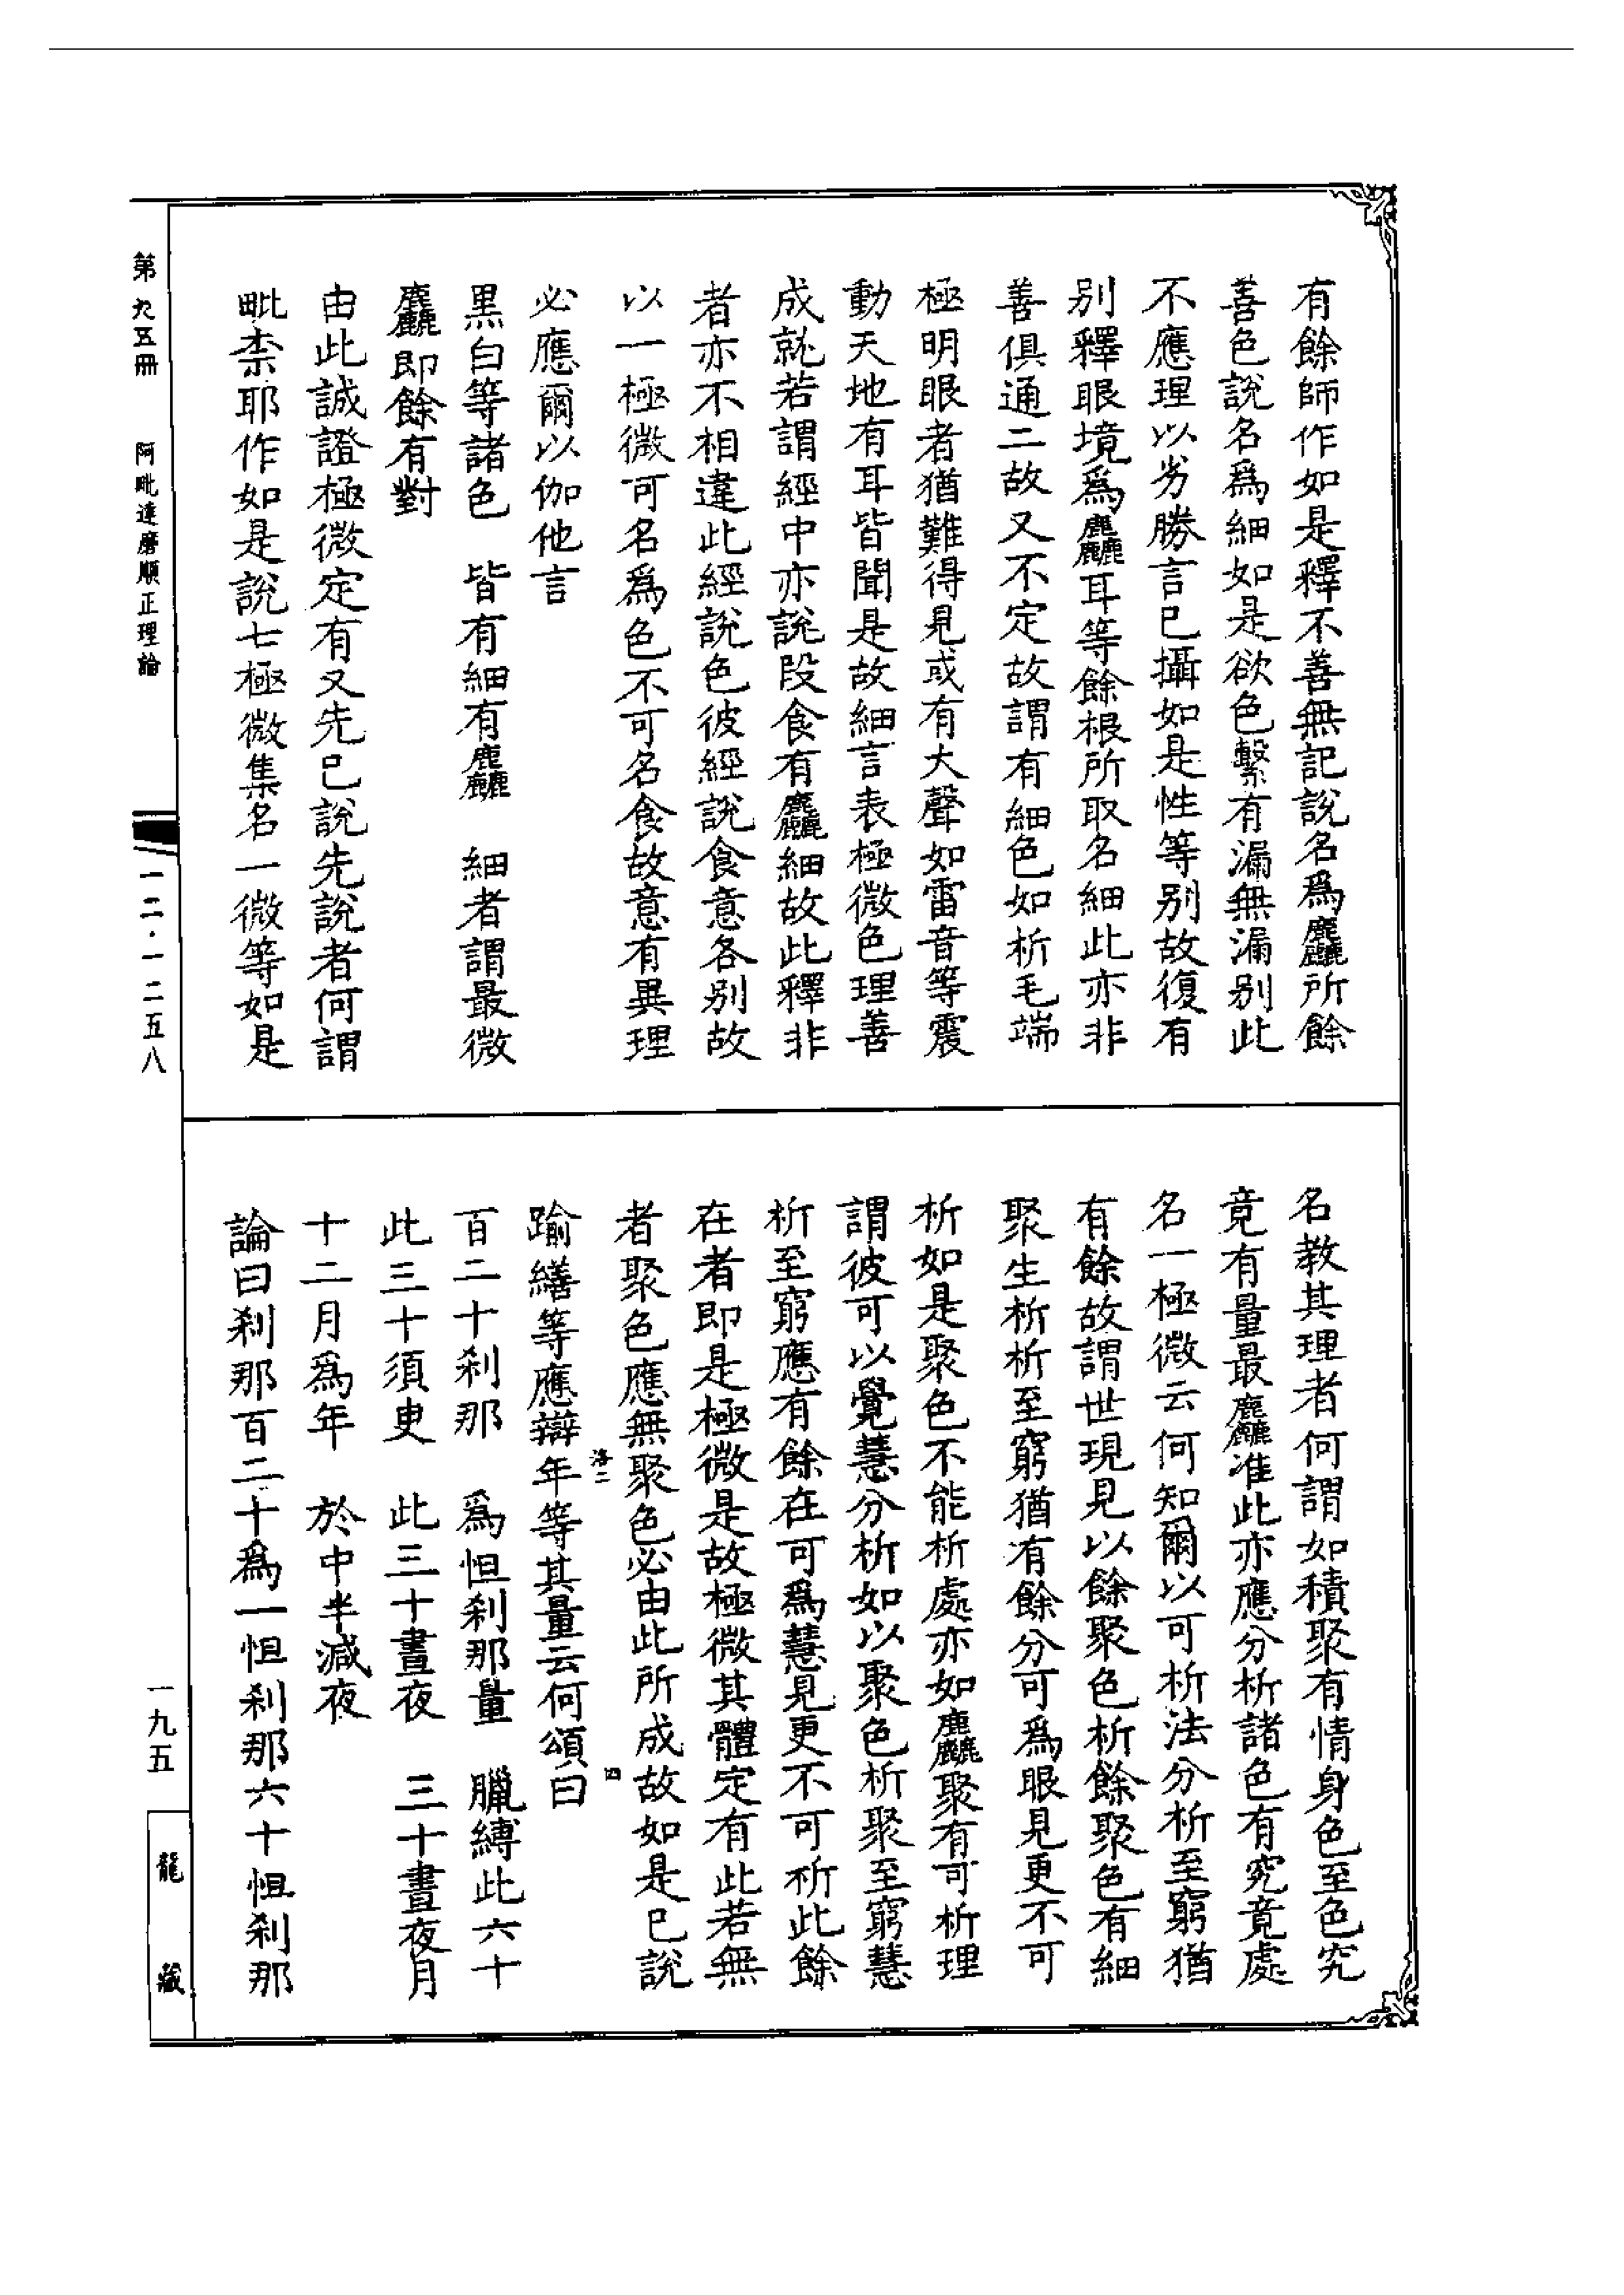 有餘師作如是釋不善無記說名爲麤所餘
善色說名爲細如是欲色繫有漏無漏別此
不應理以劣勝言已攝如是性等別故復有
別釋眼境爲麤耳等餘根所取名細此亦非
善俱通二故又不定故謂有細色如析毛端
極明眼者猶難得見或有大聲如雷音等震
動天地有耳皆聞是故細言表極微色理善
成就若謂經中亦說段食有麤細故此釋非
者亦不相違此經說色彼經說食意各別故
以一極微可名爲色不可名食故意有異理
必應爾以伽他言
黑白等諸色　皆有細有麤　細者謂最微
麤即餘有對
由此誠證極微定有又先已說先說者何謂
毗柰耶作如是說七極微集名一微等如是
名教其理者何謂如積聚有情身色至色究
竟有量最麤准此亦應分析諸色有究竟處
名一極微云何知爾以可析法分析至窮猶
有餘故謂世現見以餘聚色析餘聚色有細
聚生析析至窮猶有餘分可爲眼見更不可
析如是聚色不能析處亦如麤聚有可析理
謂彼可以覺慧分析如以聚色析聚至窮慧
析至窮應有餘在可爲慧見更不可析此餘
在者即是極微是故極微其體定有此若無
者聚色應無聚色必由此所成故如是已說
洛二　四
踰繕等應辯年等其量云何頌曰
百二十刹那　爲怛刹那量　臘縛此六十
此三十須臾　此三十晝夜　三十晝夜月
十二月爲年　於中半減夜
論曰刹那百二十爲一怛刹那六十怛刹那
第九五冊　阿毗達磨順正理論　一二·一二五八
一九五
龍藏